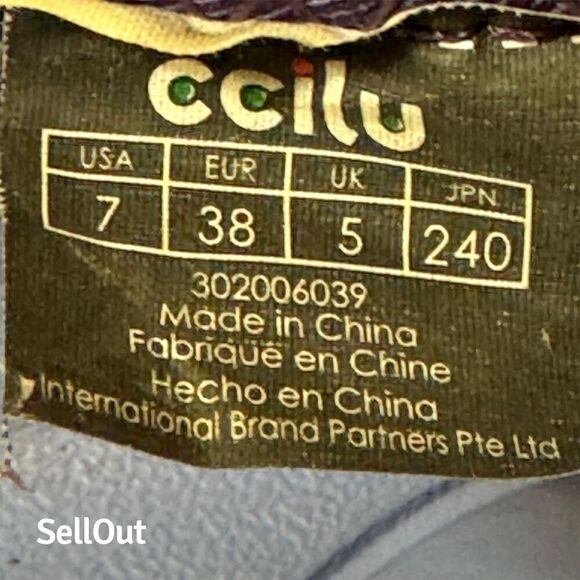 ccilu
USA EUR UK JPN
7 38 5 240
302006039
Made in China
Fabriqúe en Chine
Hecho en China
International Brand Partners Pte Ltd
SellOut